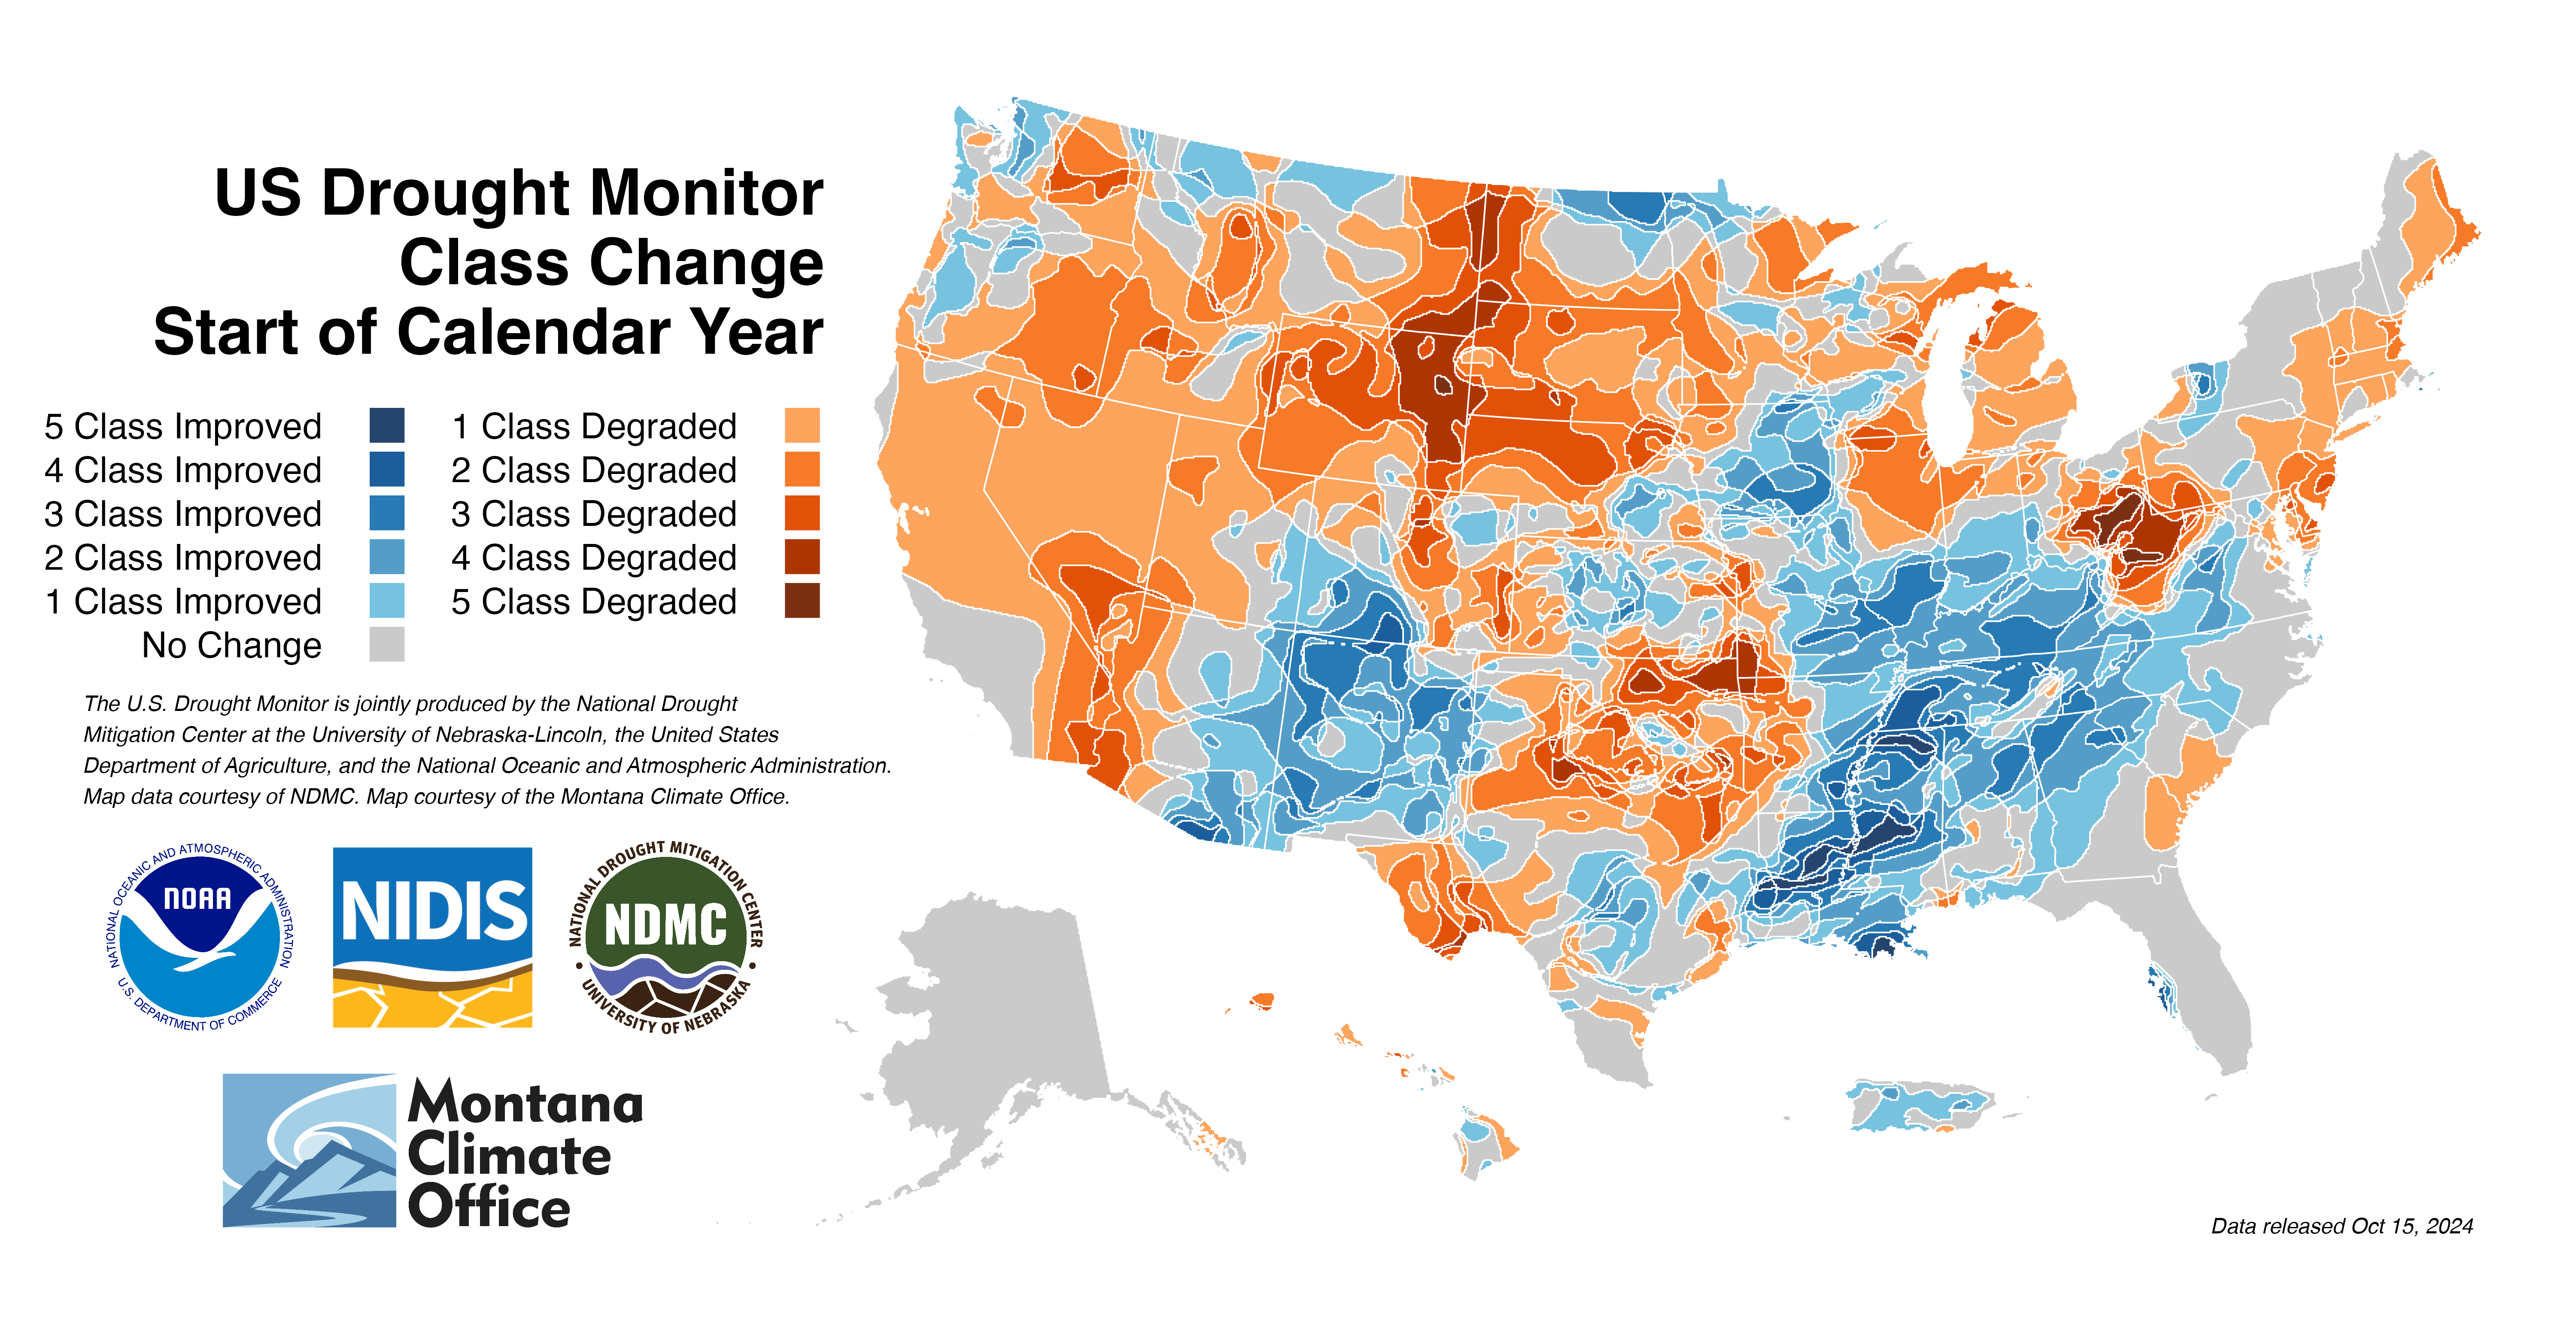 US Drought Monitor
Class Change
Start of Calendar Year
5 Class Improved
4 Class Improved
3 Class Improved
2 Class Improved
1 Class Improved
No Change
1 Class Degraded
2 Class Degraded
3 Class Degraded
4 Class Degraded
5 Class Degraded
The U.S. Drought Monitor is jointly produced by the National Drought
Mitigation Center at the University of Nebraska-Lincoln, the United States
Department of Agriculture, and the National Oceanic and Atmospheric Administration.
Map data courtesy of NDMC. Map courtesy of the Montana Climate Office.
NATIONAL OCEANIC AND ATMOSPHERIC ADMINISTRATION
NOAA
U.S. DEPARTMENT OF COMMERCE
NIDIS
NATIONAL DROUGHT MITIGATION CENTER
NDMC
UNIVERSITY OF NEBRASKA
Montana
Climate
Office
Data released Oct 15, 2024